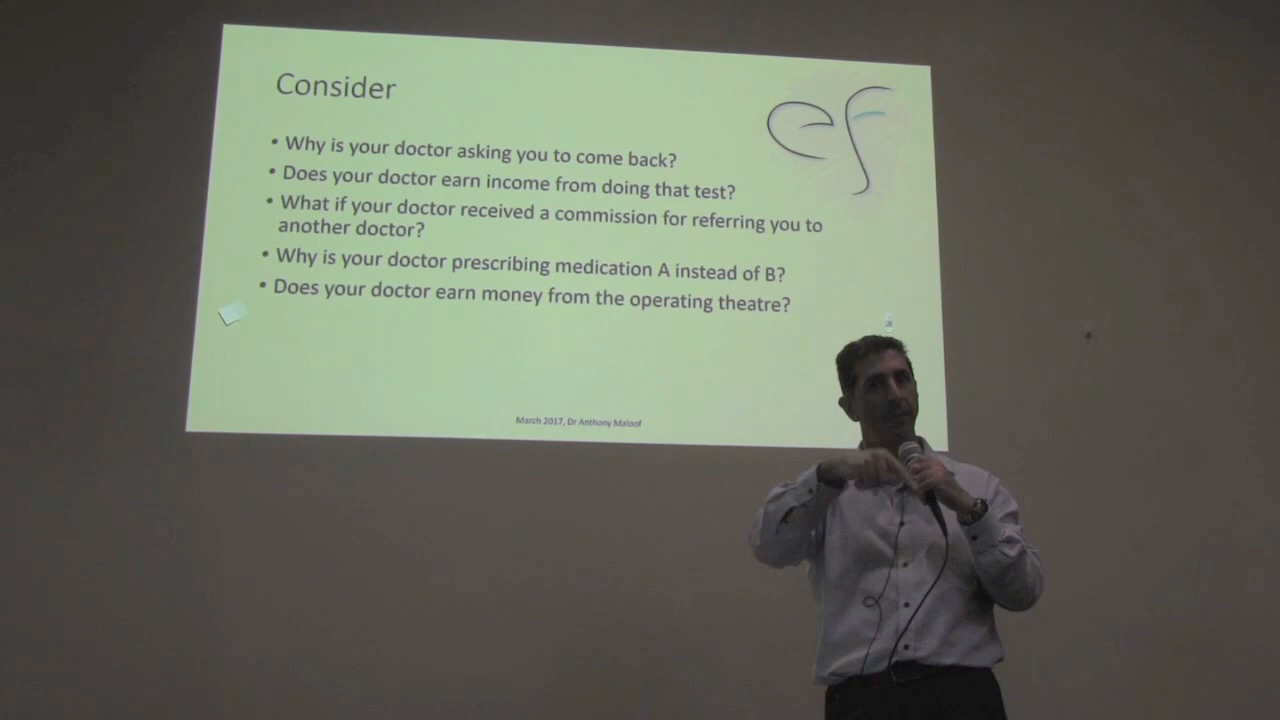 Consider
ef
• Why is your doctor asking you to come back?
• Does your doctor earn income from doing that test?
• What if your doctor received a commission for referring you to
another doctor?
• Why is your doctor prescribing medication A instead of B?
• Does your doctor earn money from the operating theatre?
March 2017, Dr Anthony Maloof